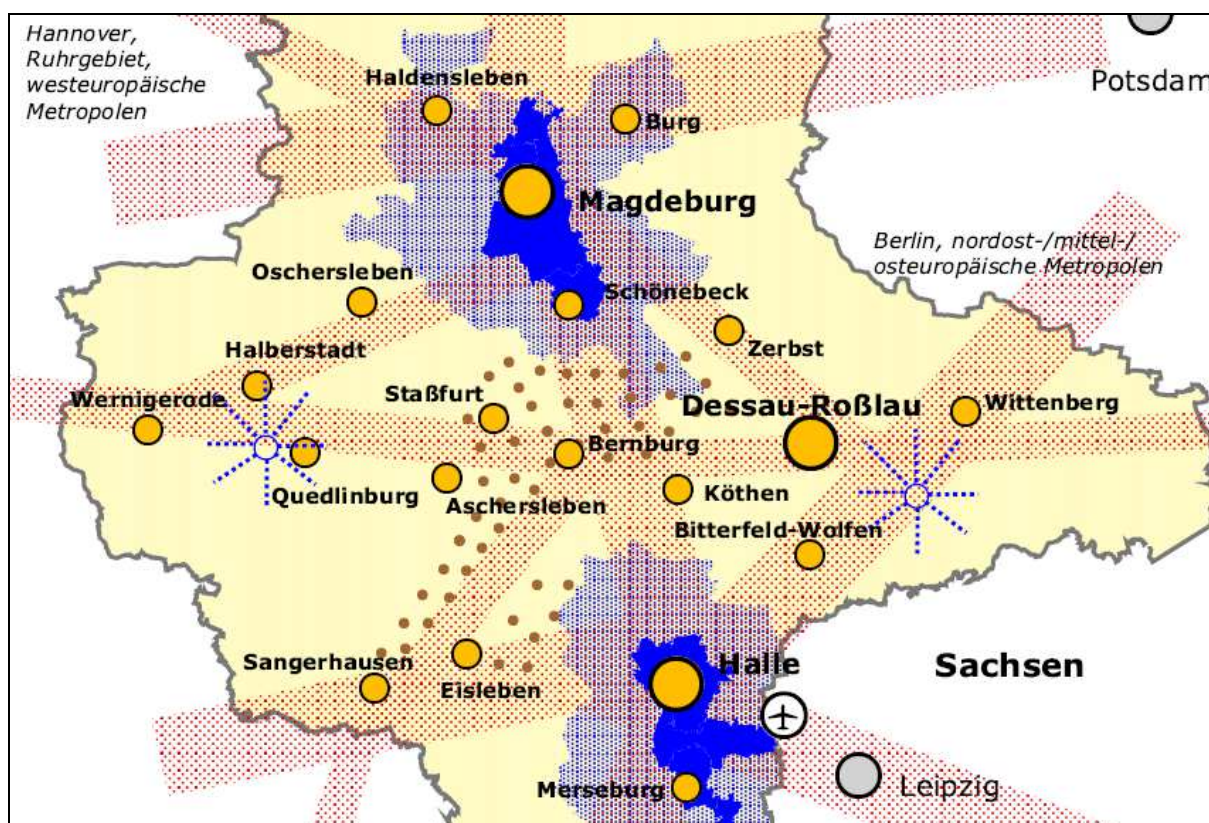 Hannover,
Ruhrgebiet,
westeuropäische
Metropolen
Haldensleben
Potsdam
Burg
Magdeburg
Berlin, nordost-/mittel-/
osteuropäische Metropolen
Oschersleben
Schönebeck
Halberstadt
Zerbst
Wernigerode
Staßfurt
Dessau-Roßlau
Wittenberg
Bernburg
Quedlinburg
Aschersleben
Köthen
Bitterfeld-Wolfen
Sangerhausen
Eisleben
Halle
Sachsen
Merseburg
Leipzig